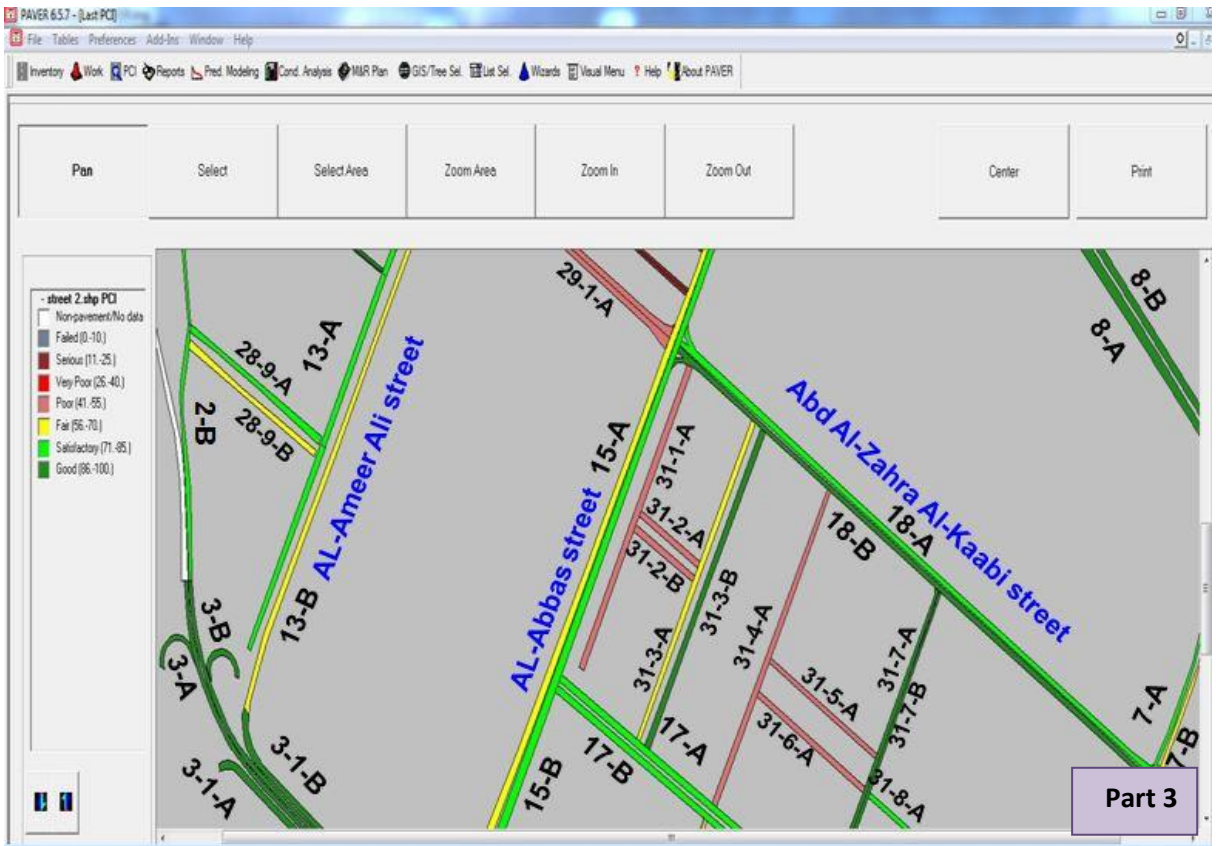 PAVER 6.5.7 - [Last PCI]
File Tables Preferences Add-Ins Window Help
Inventory Work PCI Reports Pred. Modeling Cond. Analysis M&R Plan GIS/Tree Sel. List Sel. Wizards Visual Menu ? Help About PAVER
Pan Select Select Area Zoom Area Zoom In Zoom Out Center Print
- street 2.shp PCI
Non-pavement/No data
Failed (0.-10.)
Serious (11.-25.)
Very Poor (26.-40.)
Poor (41.-55.)
Fair (56.-70.)
Satisfactory (71.-85.)
Good (86.-100.)
29-1-A
8-B
8-A
13-A
28-9-A
28-9-B
2-B
AL-Ameer Ali street
15-A
AL-Abbas street
Abd Al-Zahra Al-Kaabi street
18-A
18-B
31-1-A
31-2-A
31-2-B
31-3-A
31-3-B
31-4-A
31-5-A
31-6-A
31-7-A
31-7-B
31-8-A
13-B
3-B
3-A
3-1-A
3-1-B
15-B
17-A
17-B
7-A
7-B
Part 3